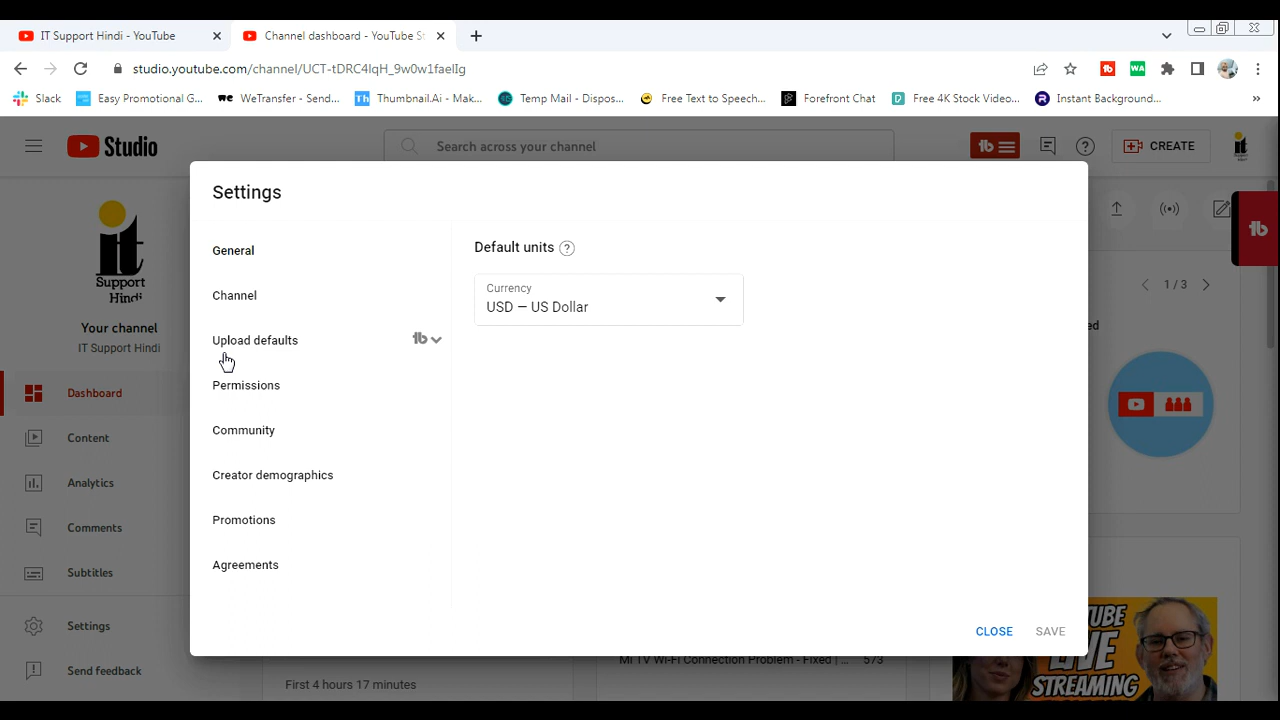 IT Support Hindi - YouTube
Channel dashboard - YouTube St
studio.youtube.com/channel/UCT-tDRC4lqH_9w0w1faelIg
Slack
Easy Promotional G...
WeTransfer - Send...
Th Thumbnail.Ai - Mak...
Temp Mail - Dispos...
Free Text to Speech...
Forefront Chat
Free 4K Stock Video...
Instant Background...
»
Studio
Search across your channel
CREATE
it Support Hindi
Your channel
IT Support Hindi
Dashboard
Content
Analytics
Comments
Subtitles
Settings
Send feedback
Settings
General
Channel
Upload defaults
Permissions
Community
Creator demographics
Promotions
Agreements
Default units
Currency
USD — US Dollar
CLOSE
SAVE
1 / 3
ed
First 4 hours 17 minutes
MI TV Wi-Fi Connection Problem - Fixed | ...
573
TUBE
LIVE
STREAMING